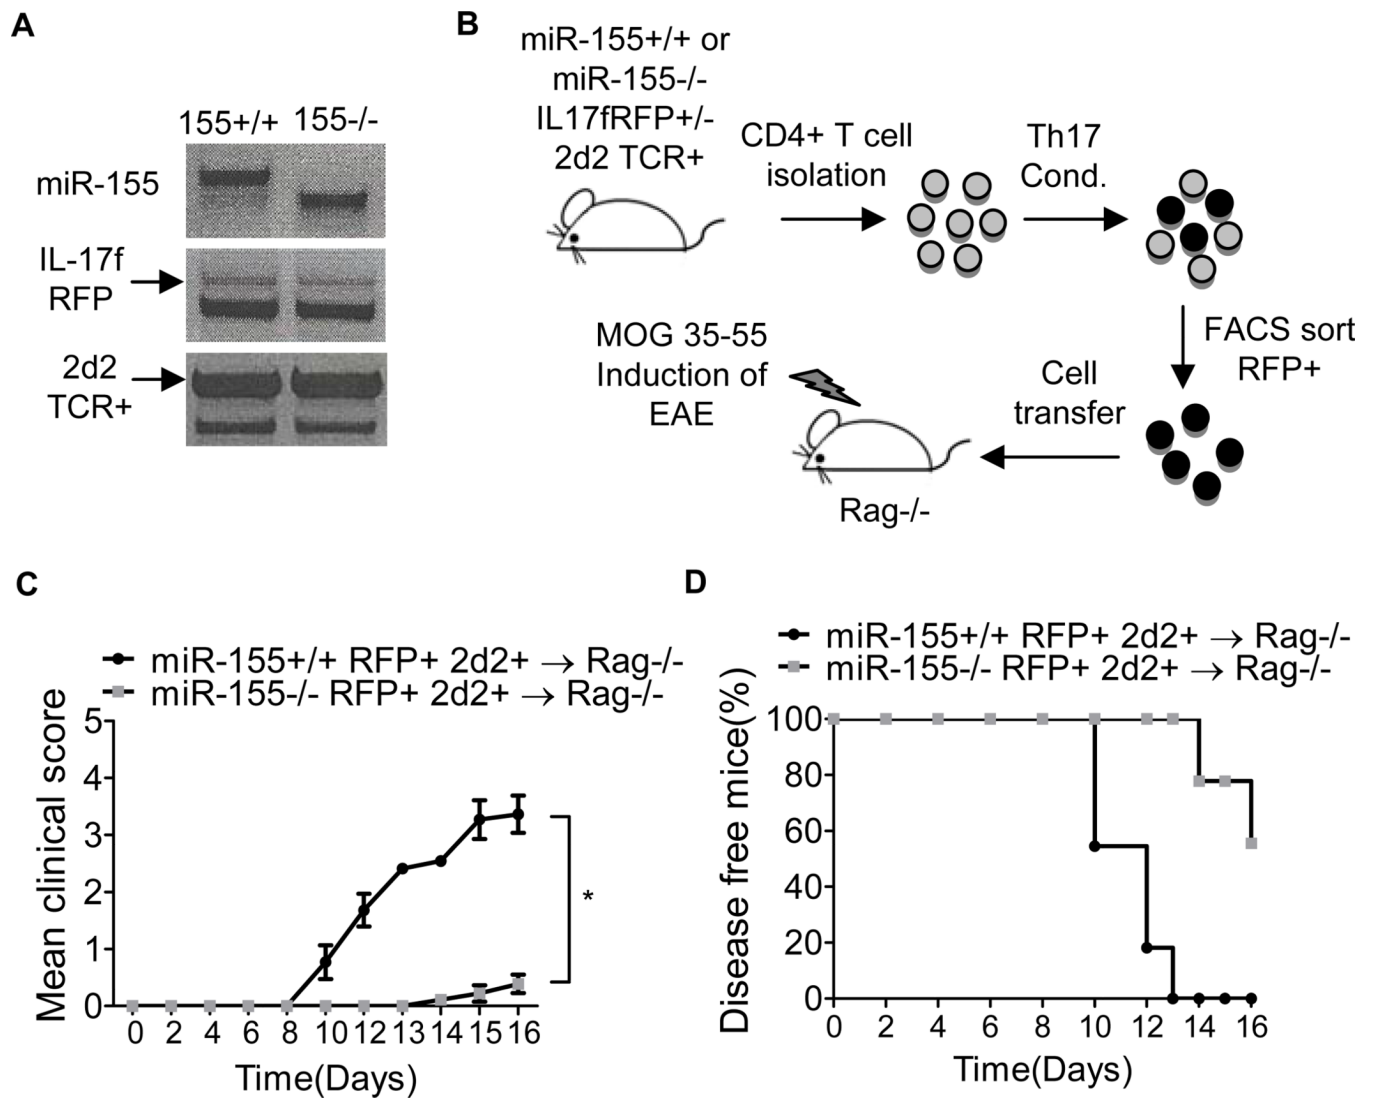 A
155+/+ 155-/-
miR-155
IL-17f
RFP
2d2
TCR+
B
miR-155+/+ or
miR-155-/-
IL17fRFP+/-
2d2 TCR+
CD4+ T cell
isolation
Th17
Cond.
FACS sort
RFP+
Cell
transfer
MOG 35-55
Induction of
EAE
Rag-/-
C
miR-155+/+ RFP+ 2d2+ → Rag-/-
miR-155-/- RFP+ 2d2+ → Rag-/-
Mean clinical score
5
4
3
2
1
0
*
0 2 4 6 8 10 12 13 14 15 16
Time(Days)
D
miR-155+/+ RFP+ 2d2+ → Rag-/-
miR-155-/- RFP+ 2d2+ → Rag-/-
Disease free mice(%)
100
80
60
40
20
0
0 2 4 6 8 10 12 14 16
Time(Days)